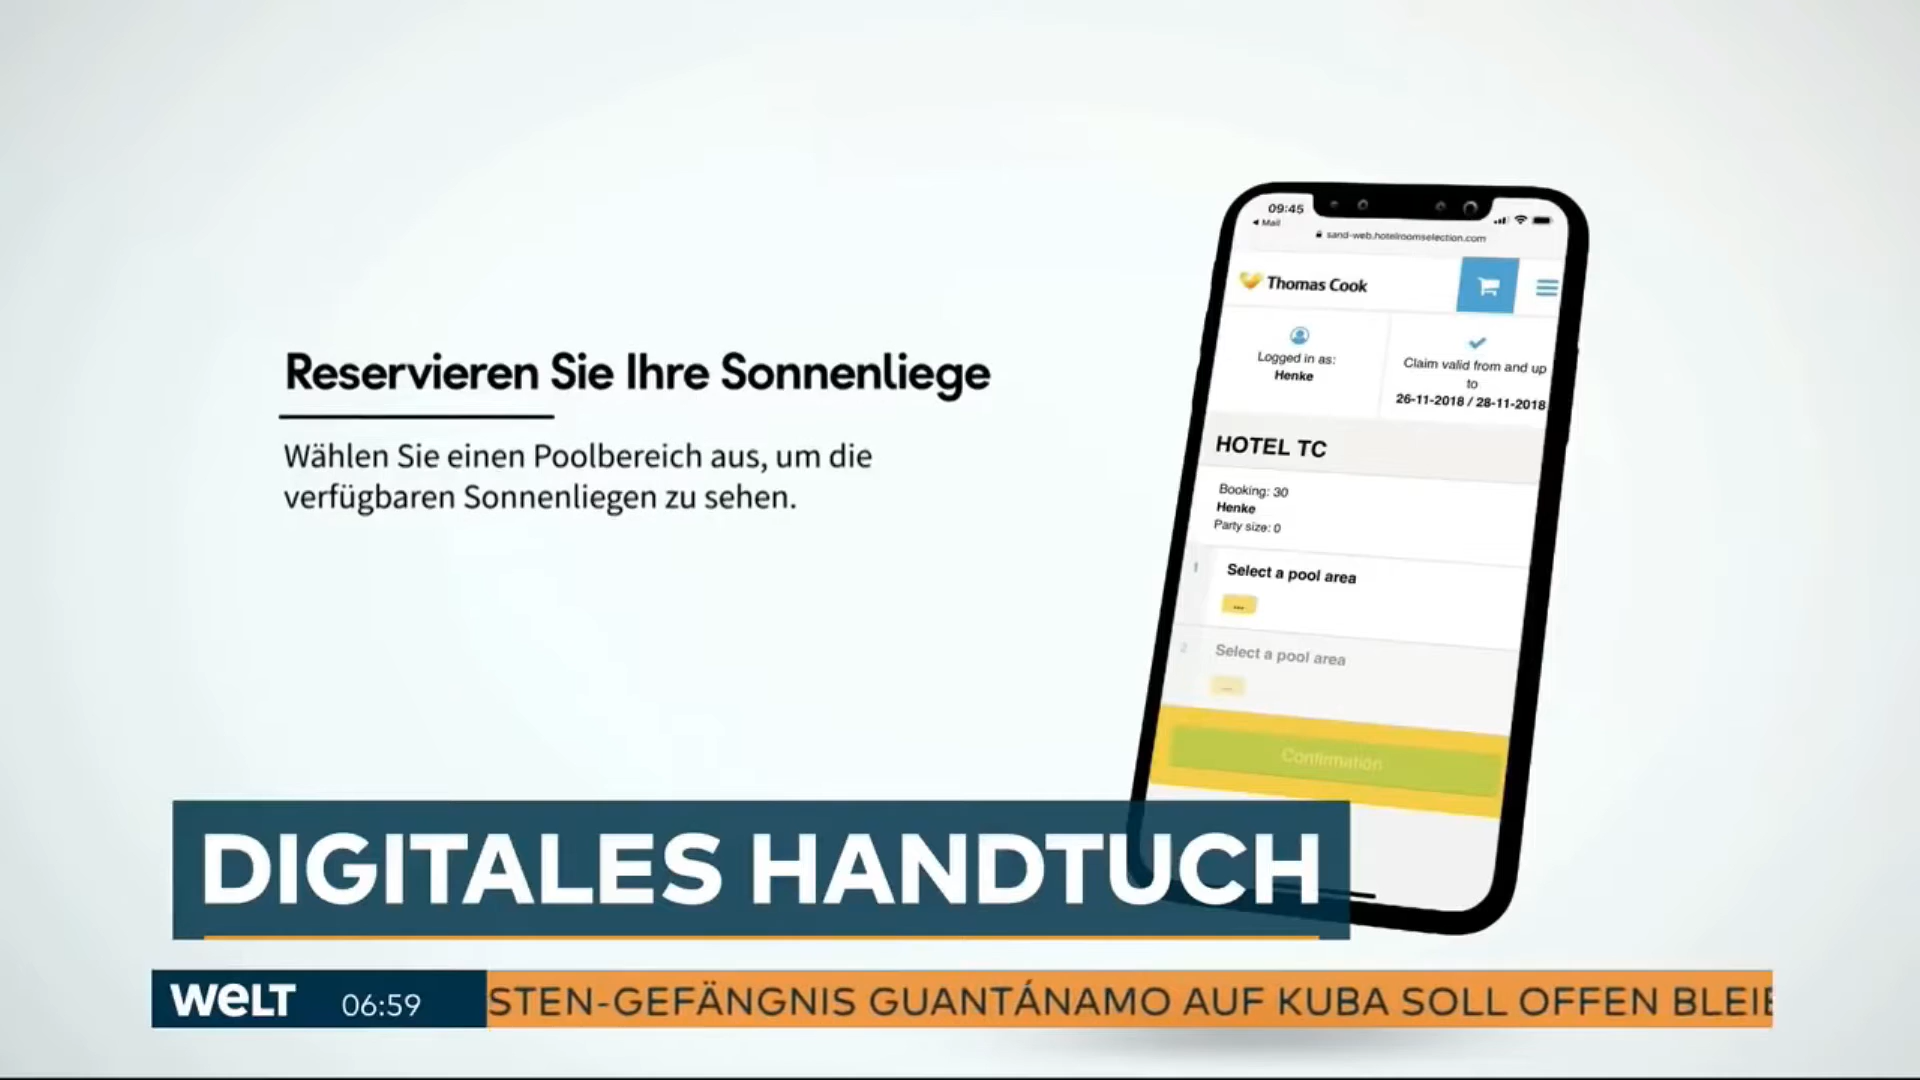 Reservieren Sie Ihre Sonnenliege
Wählen Sie einen Poolbereich aus, um die
verfügbaren Sonnenliegen zu sehen.
09:45
Mail
sand-web.hotelroomselection.com
Thomas Cook
Logged in as:
Henke
Claim valid from and up
to
26-11-2018 / 28-11-2018
HOTEL TC
Booking: 30
Henke
Party size: 0
1
Select a pool area
...
2
Select a pool area
...
Confirmation
DIGITALES HANDTUCH
WELT
06:59
STEN-GEFÄNGNIS GUANTÁNAMO AUF KUBA SOLL OFFEN BLEIB